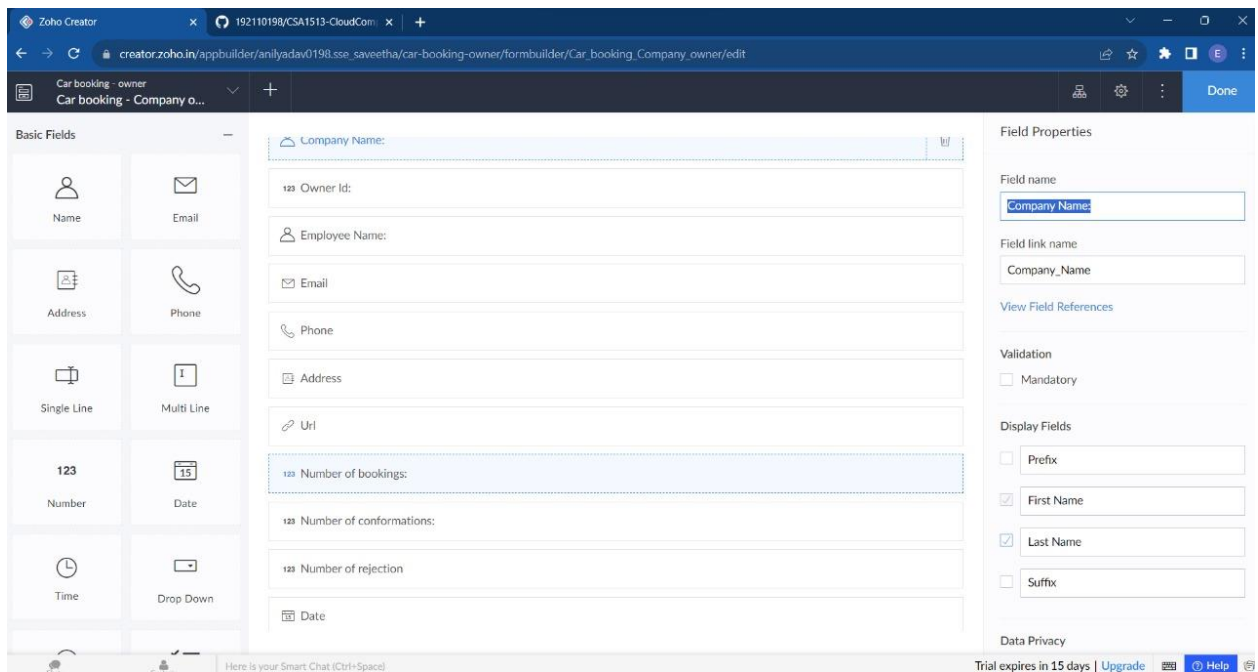 Zoho Creator
192110198/CSA1513-CloudCom
creator.zoho.in/appbuilder/anilyadav0198.sse_saveetha/car-booking-owner/formbuilder/Car_booking_Company_owner/edit
E
Car booking - owner
Car booking - Company o...
Done
Basic Fields
Name
Email
Address
Phone
Single Line
Multi Line
123
Number
15
Date
Time
Drop Down
Company Name:
123 Owner Id:
Employee Name:
Email
Phone
Address
Url
123 Number of bookings:
123 Number of conformations:
123 Number of rejection
Date
Field Properties
Field name
Company Name:
Field link name
Company_Name
View Field References
Validation
Mandatory
Display Fields
Prefix
First Name
Last Name
Suffix
Data Privacy
Here is your Smart Chat (Ctrl+Space)
Trial expires in 15 days | Upgrade
Help